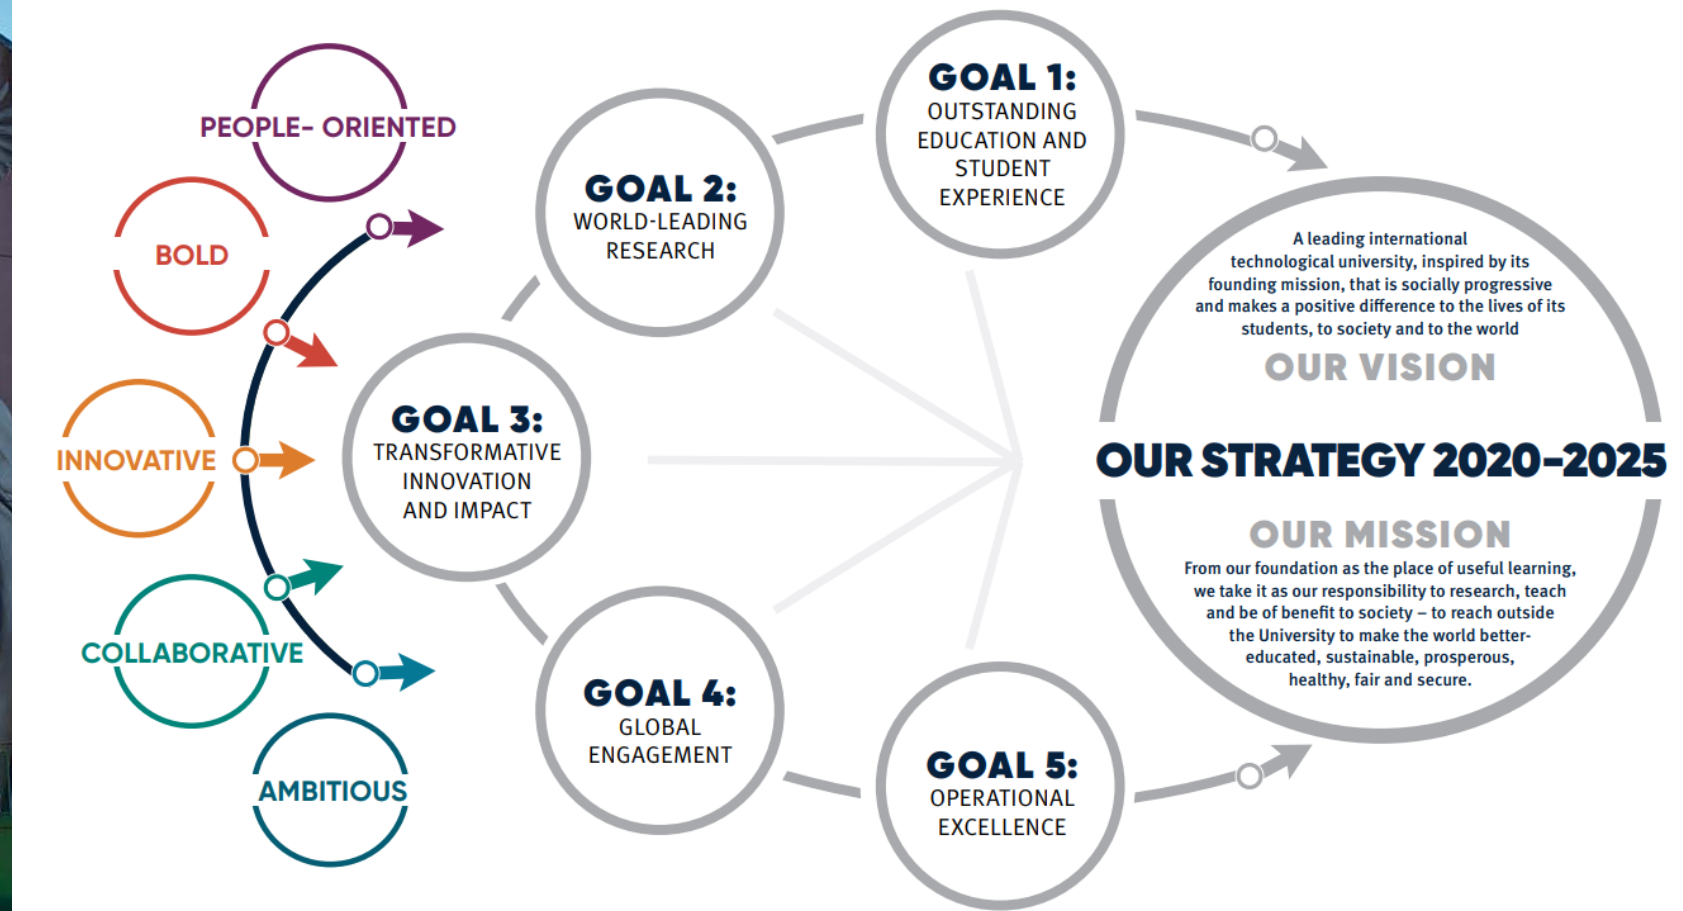 PEOPLE- ORIENTED
BOLD
INNOVATIVE
COLLABORATIVE
AMBITIOUS
GOAL 1:
OUTSTANDING
EDUCATION AND
STUDENT
EXPERIENCE
GOAL 2:
WORLD-LEADING
RESEARCH
GOAL 3:
TRANSFORMATIVE
INNOVATION
AND IMPACT
GOAL 4:
GLOBAL
ENGAGEMENT
GOAL 5:
OPERATIONAL
EXCELLENCE
A leading international
technological university, inspired by its
founding mission, that is socially progressive
and makes a positive difference to the lives of its
students, to society and to the world
OUR VISION
OUR STRATEGY 2020-2025
OUR MISSION
From our foundation as the place of useful learning,
we take it as our responsibility to research, teach
and be of benefit to society – to reach outside
the University to make the world better-
educated, sustainable, prosperous,
healthy, fair and secure.